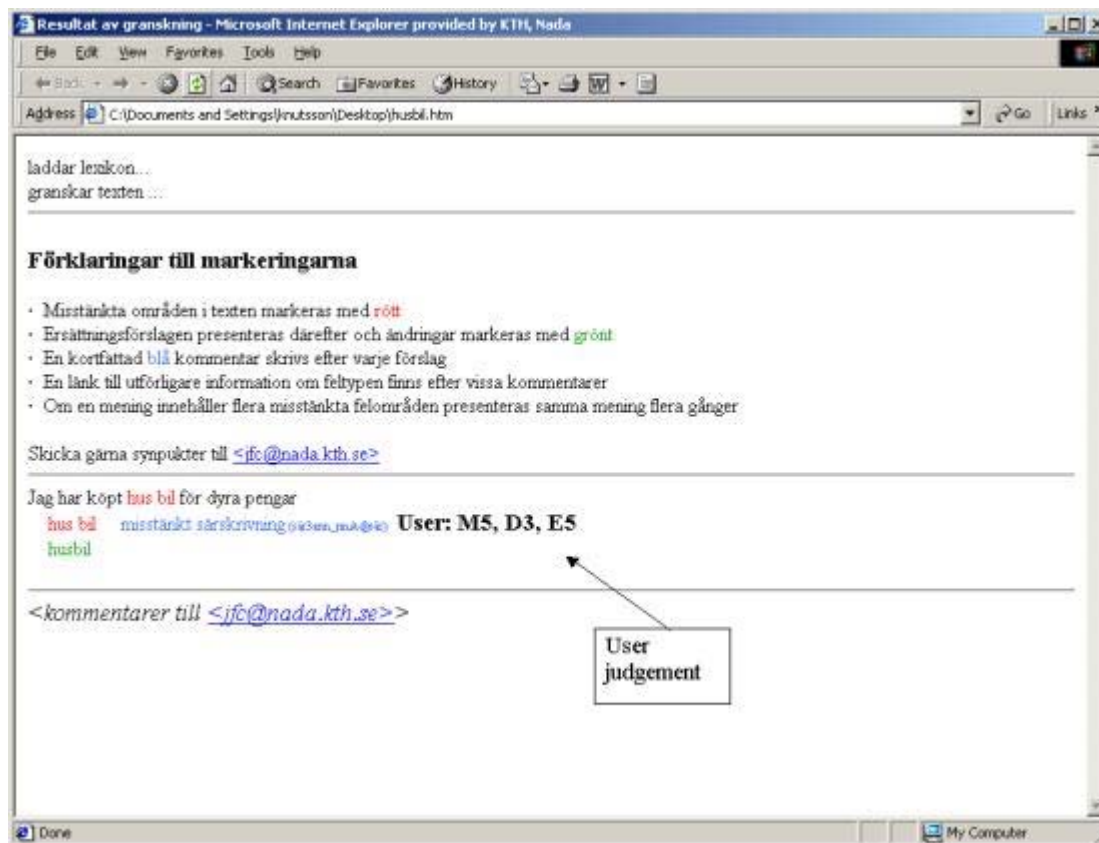 Resultat av granskning - Microsoft Internet Explorer provided by KTH, Nada
File Edit View Favorites Tools Help
Back Search Favorites History
Address C:\Documents and Settings\knutsson\Desktop\husbil.htm Go Links
laddar lexikon...
granskar texten ...
Förklaringar till markeringarna
· Misstänkta områden i texten markeras med rött
· Ersättningsförslagen presenteras därefter och ändringar markeras med grönt
· En kortfattad blå kommentar skrivs efter varje förslag
· En länk till utförligare information om feltypen finns efter vissa kommentarer
· Om en mening innehåller flera misstänkta felområden presenteras samma mening flera gånger
Skicka gärna synpukter till <jfc@nada.kth.se>
Jag har köpt hus bil för dyra pengar
hus bil misstänkt särskrivning User: M5, D3, E5
husbil
<kommentarer till <jfc@nada.kth.se>>
User
judgement
Done My Computer